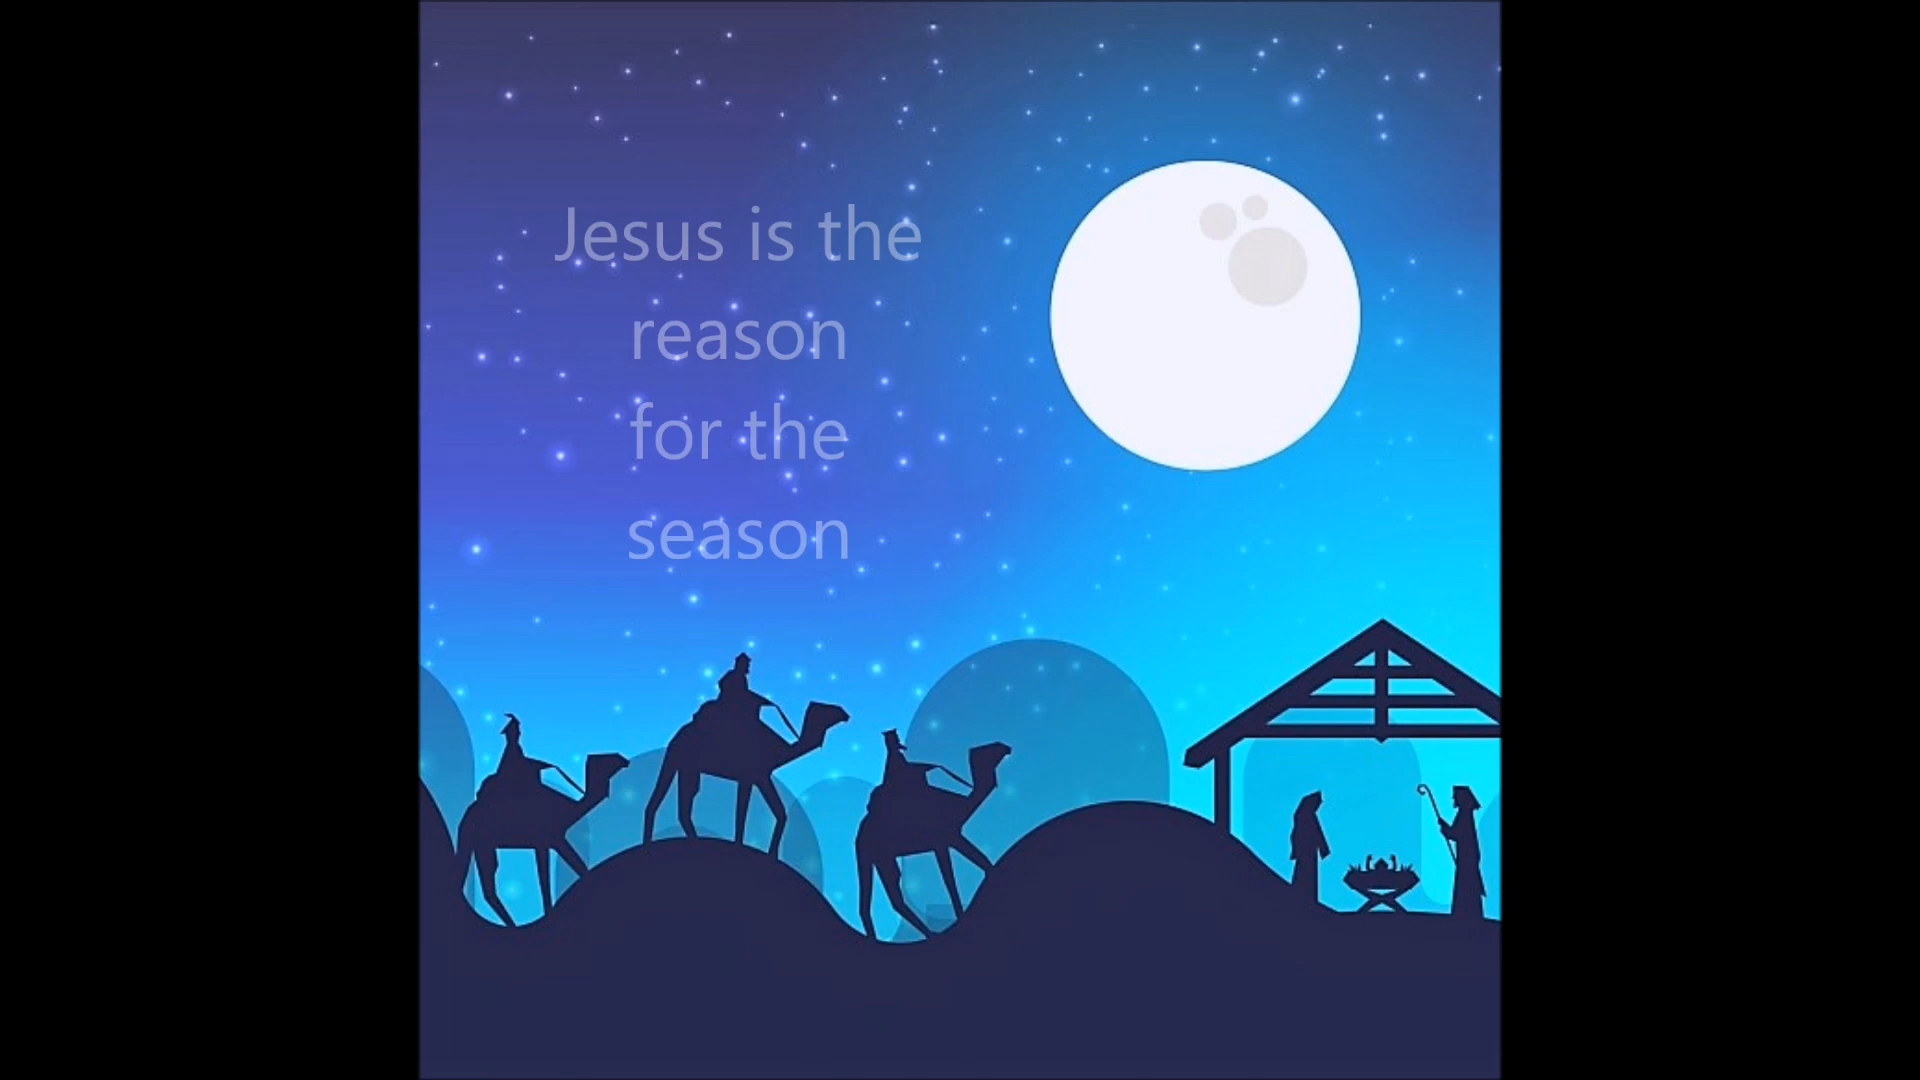 Jesus is the
reason
for the
season